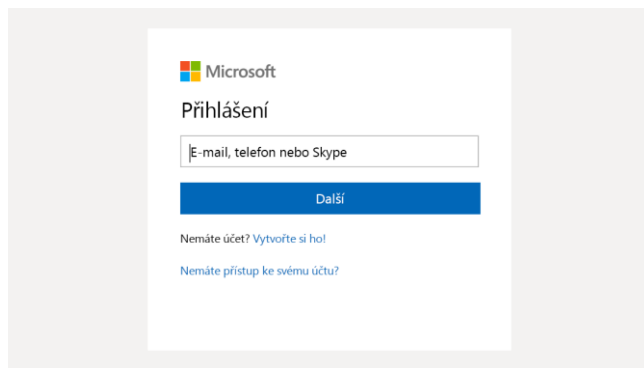 Microsoft
Přihlášení
E-mail, telefon nebo Skype
Další
Nemáte účet? Vytvořte si ho!
Nemáte přístup ke svému účtu?